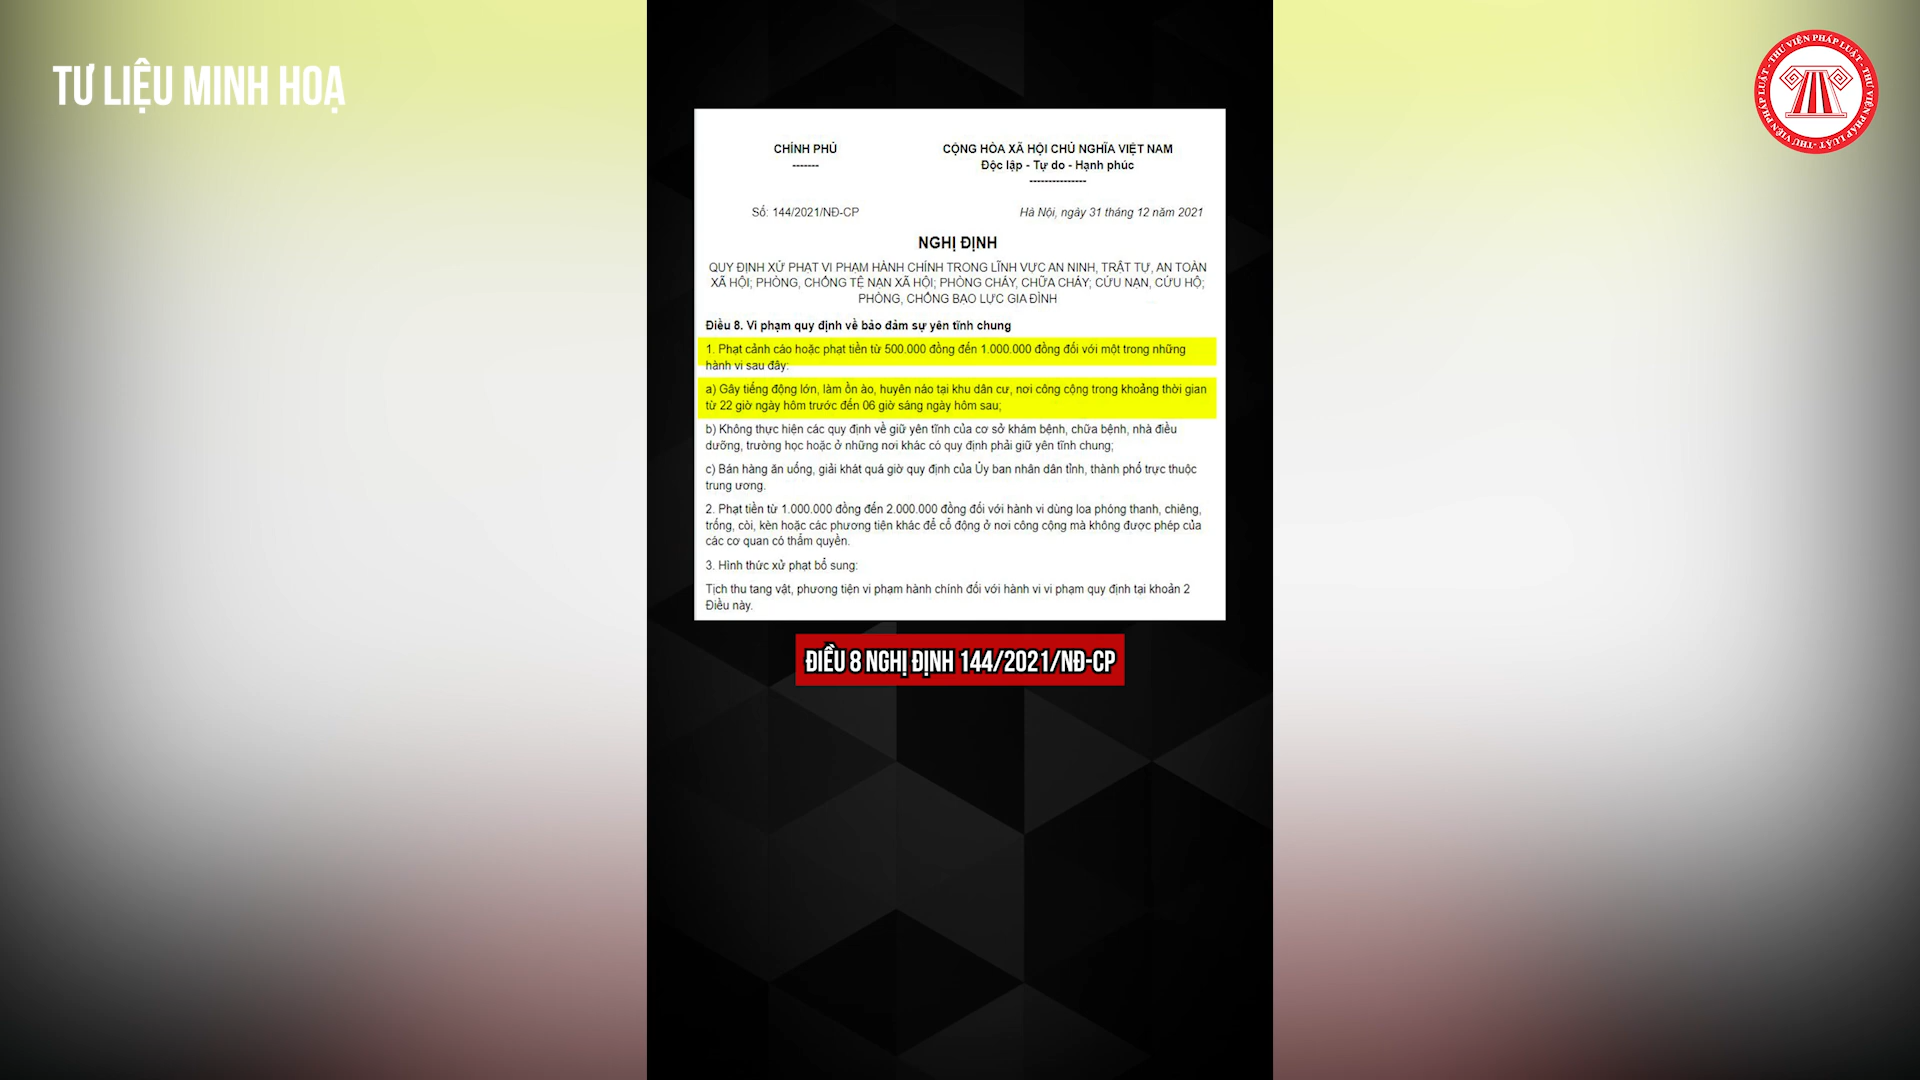 TƯ LIỆU MINH HOẠ
THƯ VIỆN PHÁP LUẬT - THƯ VIỆN PHÁP LUẬT - THƯ VIỆN PHÁP LUẬT -
CHÍNH PHỦ
-------
CỘNG HÒA XÃ HỘI CHỦ NGHĨA VIỆT NAM
Độc lập - Tự do - Hạnh phúc
---------------
Số: 144/2021/NĐ-CP
Hà Nội, ngày 31 tháng 12 năm 2021
NGHỊ ĐỊNH
QUY ĐỊNH XỬ PHẠT VI PHẠM HÀNH CHÍNH TRONG LĨNH VỰC AN NINH, TRẬT TỰ, AN TOÀN
XÃ HỘI; PHÒNG, CHỐNG TỆ NẠN XÃ HỘI; PHÒNG CHÁY, CHỮA CHÁY; CỨU NẠN, CỨU HỘ;
PHÒNG, CHỐNG BẠO LỰC GIA ĐÌNH
Điều 8. Vi phạm quy định về bảo đảm sự yên tĩnh chung
1. Phạt cảnh cáo hoặc phạt tiền từ 500.000 đồng đến 1.000.000 đồng đối với một trong những
hành vi sau đây:
a) Gây tiếng động lớn, làm ồn ào, huyên náo tại khu dân cư, nơi công cộng trong khoảng thời gian
từ 22 giờ ngày hôm trước đến 06 giờ sáng ngày hôm sau;
b) Không thực hiện các quy định về giữ yên tĩnh của cơ sở khám bệnh, chữa bệnh, nhà điều
dưỡng, trường học hoặc ở những nơi khác có quy định phải giữ yên tĩnh chung;
c) Bán hàng ăn uống, giải khát quá giờ quy định của Ủy ban nhân dân tỉnh, thành phố trực thuộc
trung ương.
2. Phạt tiền từ 1.000.000 đồng đến 2.000.000 đồng đối với hành vi dùng loa phóng thanh, chiêng,
trống, còi, kèn hoặc các phương tiện khác để cổ động ở nơi công cộng mà không được phép của
các cơ quan có thẩm quyền.
3. Hình thức xử phạt bổ sung:
Tịch thu tang vật, phương tiện vi phạm hành chính đối với hành vi vi phạm quy định tại khoản 2
Điều này.
ĐIỀU 8 NGHỊ ĐỊNH 144/2021/NĐ-CP